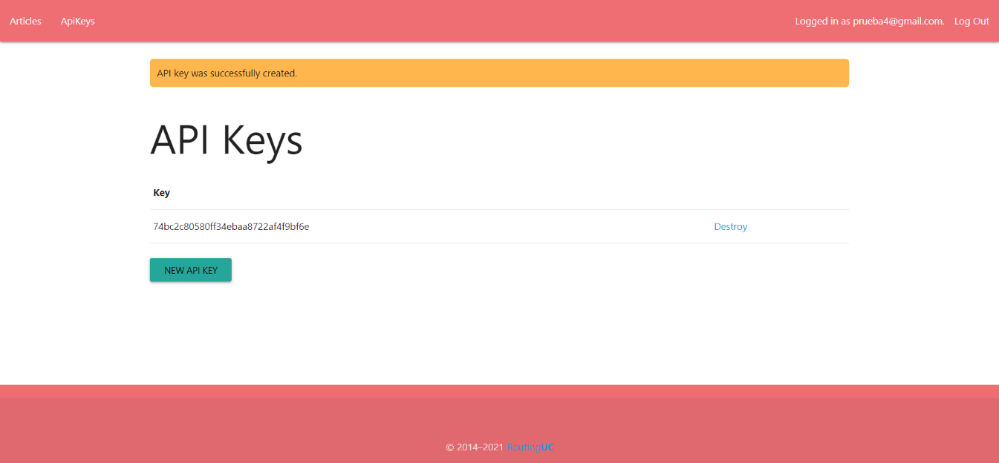 Articles ApiKeys Logged in as prueba4@gmail.com. Log Out
API key was successfully created.
API Keys
Key
74bc2c80580ff34ebaa8722af4f9bf6e Destroy
NEW API KEY
© 2014–2021 RoutingUC